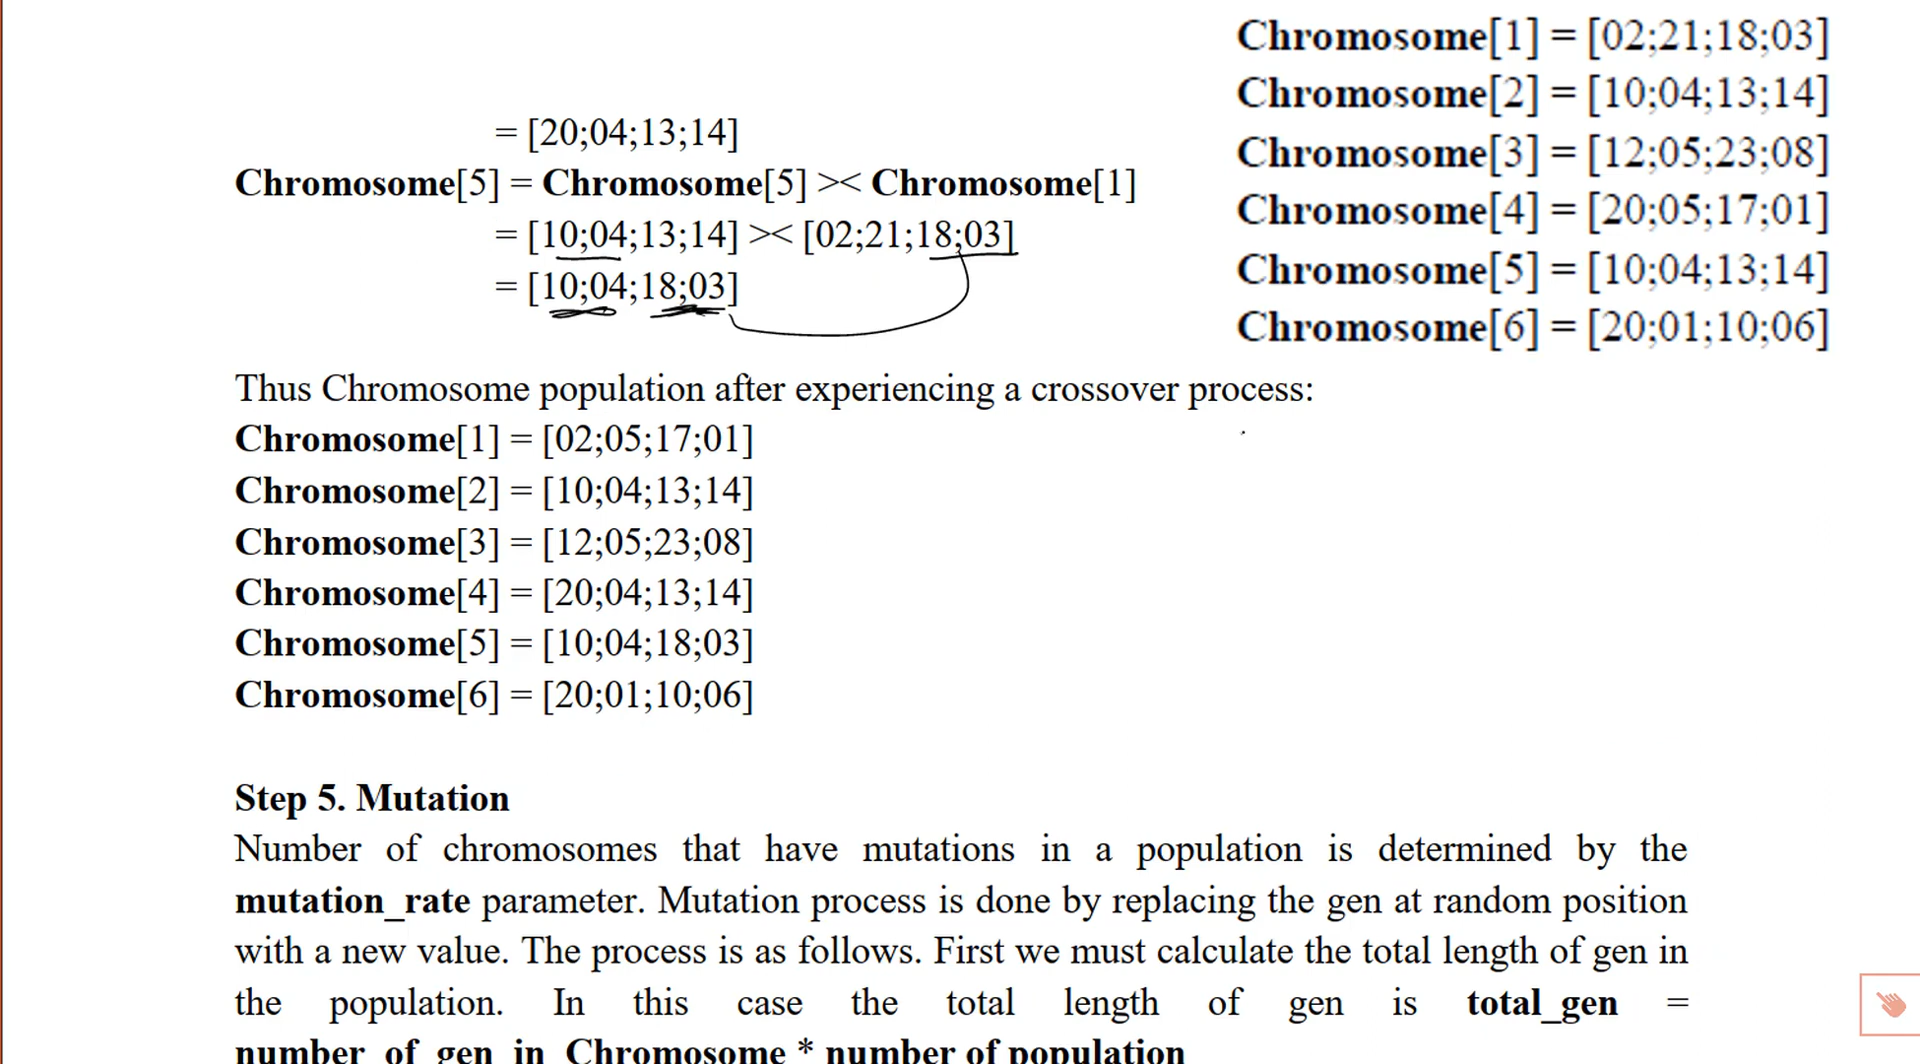 Chromosome[1] = [02;21;18;03]
Chromosome[2] = [10;04;13;14]
Chromosome[3] = [12;05;23;08]
Chromosome[4] = [20;05;17;01]
Chromosome[5] = [10;04;13;14]
Chromosome[6] = [20;01;10;06]
= [20;04;13;14]
Chromosome[5] = Chromosome[5] >< Chromosome[1]
= [10;04;13;14] >< [02;21;18;03]
= [10;04;18;03]
Thus Chromosome population after experiencing a crossover process:
Chromosome[1] = [02;05;17;01]
Chromosome[2] = [10;04;13;14]
Chromosome[3] = [12;05;23;08]
Chromosome[4] = [20;04;13;14]
Chromosome[5] = [10;04;18;03]
Chromosome[6] = [20;01;10;06]
Step 5. Mutation
Number of chromosomes that have mutations in a population is determined by the
mutation_rate parameter. Mutation process is done by replacing the gen at random position
with a new value. The process is as follows. First we must calculate the total length of gen in
the population. In this case the total length of gen is total_gen =
number_of_gen_in_Chromosome * number of population